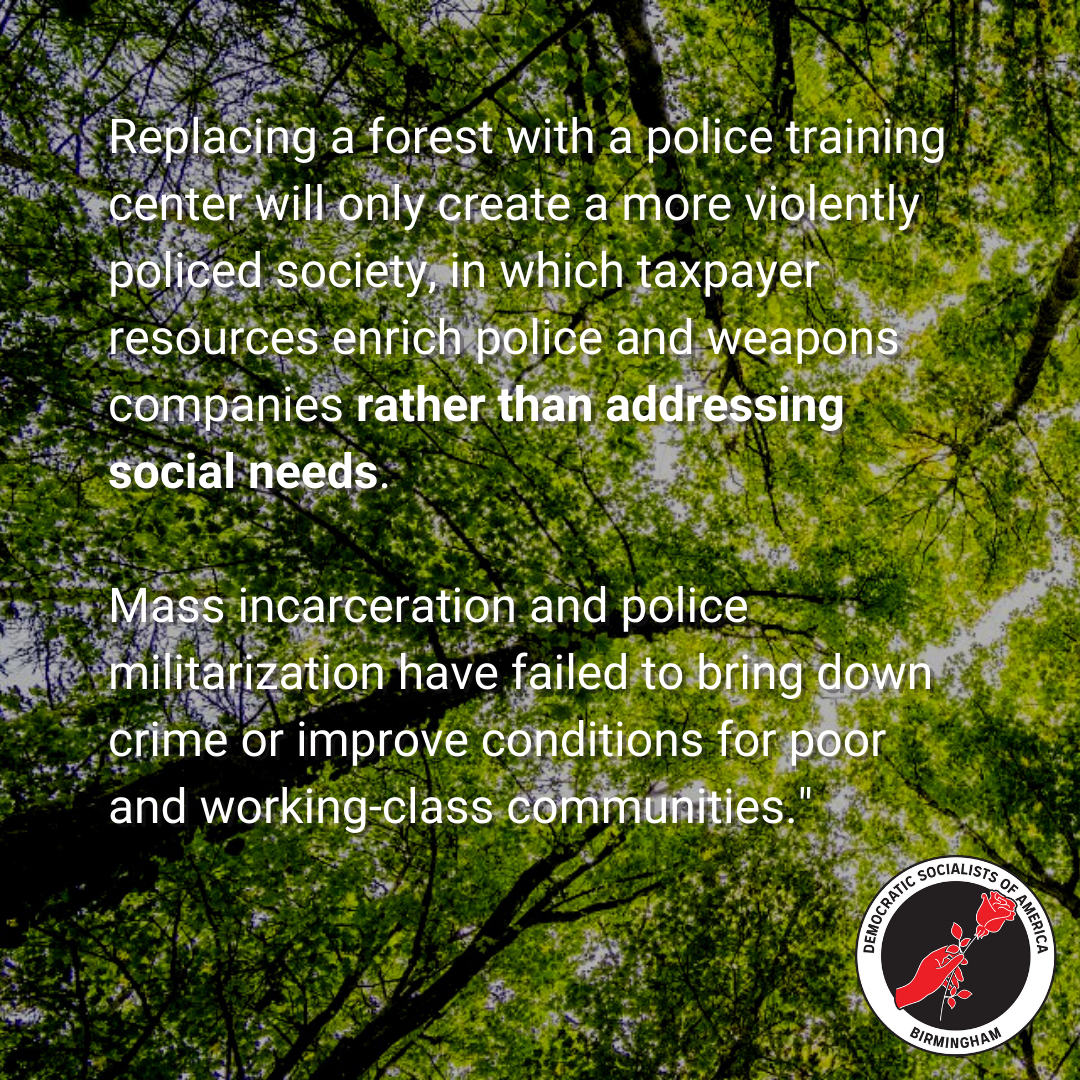 Replacing a forest with a police training
center will only create a more violently
policed society, in which taxpayer
resources enrich police and weapons
companies rather than addressing
social needs.
Mass incarceration and police
militarization have failed to bring down
crime or improve conditions for poor
and working-class communities."
DEMOCRATIC SOCIALISTS OF AMERICA
BIRMINGHAM